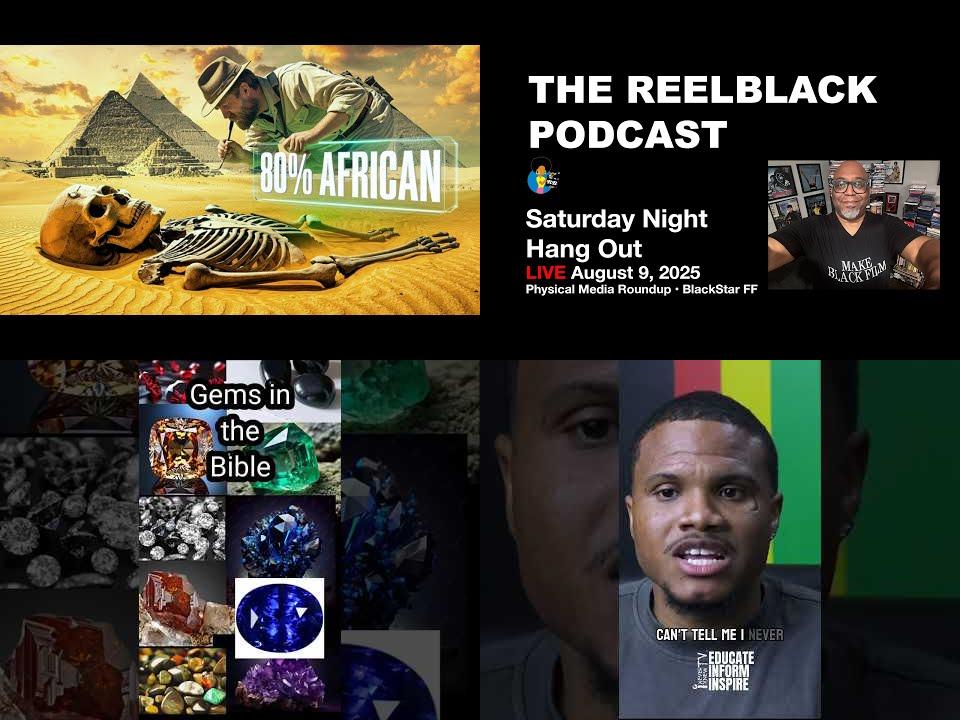 80% AFRICAN
THE REELBLACK
PODCAST
Saturday Night
Hang Out
LIVE August 9, 2025
Physical Media Roundup • BlackStar FF
MAKE
BLACK FILM
Gems in
the
Bible
CAN'T TELL ME I NEVER
EDUCATE
INFORM
INSPIRE